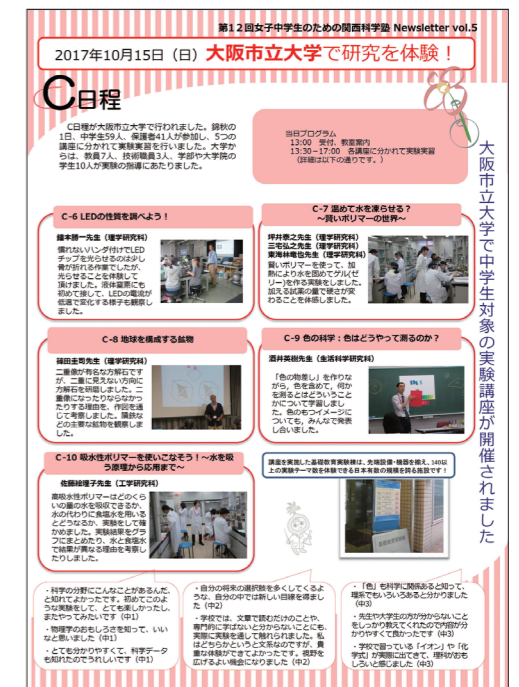 第12回女子中学生のための関西科学塾 Newsletter vol.5
2017年10月15日（日）大阪市立大学で研究を体験！
C日程
C日程が大阪市立大学で行われました。錦秋の
1日、中学生59人、保護者41人が参加し、5つの
講座に分かれて実験実習を行いました。大学か
らは、教員7人、技術職員3人、学部や大学院の
学生10人が実験の指導にあたりました。
当日プログラム
13:00　受付、教室案内
13:30－17:00　各講座に分かれて実験実習
（詳細は以下の通りです。）
大阪市立大学で中学生対象の実験講座が開催されました
C-6 LEDの性質を調べよう！
鐘本勝一先生（理学研究科）
慣れないハンダ付けでLED
チップを光らせるのは少し
骨が折れる作業でしたが、
光らせることを体験して
頂けました。液体窒素にも
初めて接して、LEDの電流が
低温で変化する様子も観察し
ました。
C-7 温めて水を凍らせる？
～賢いポリマーの世界～
坪井泰之先生（理学研究科）
三宅弘之先生（理学研究科）
東海林竜也先生（理学研究科）
賢いポリマーを使って、加
熱により水を固めてゲル(ゼ
リー)を作る実験をしました。
加える試薬の量で硬さが変
わることを体感しました。
C-8 地球を構成する鉱物
篠田圭司先生（理学研究科）
二重像が有名な方解石です
が、二重に見えない方向に
方解石を研磨しました。二
重像になったりならなかっ
たりする理由を、作図を通
じて考察しました。隕鉄な
どの主要な鉱物を観察しま
した。
C-9 色の科学：色はどうやって測るのか？
酒井英樹先生（生活科学研究科）
「色の物差し」を作りな
がら、色を含めて、何か
を測るとはどういうこと
かについて学習しまし
た。色のもつイメージに
ついても、みんなで発表
し合いました。
C-10 吸水性ポリマーを使いこなそう！～水を吸
う原理から応用まで～
佐藤絵理子先生（工学研究科）
高吸水性ポリマーはどのくら
いの量の水を吸収できるか、
水の代わりに食塩水を用いる
とどうなるか、実験をして確
かめました。実験結果をグラ
フにまとめたり、水と食塩水
で結果が異なる理由を考察し
たりしました。
講座を実施した基礎教育実験棟は、先端設備・機器を揃え、140以
上の実験テーマ数を体験できる日本有数の規模を誇る施設です！
・科学の分野にこんなことがあるんだ、
と知れてよかったです。初めてこのよ
うな実験をして、とても楽しかったし、
またやってみたいです（中1）
・物理学のおもしろさを知って、いい
なと思いました（中1）
・とても分かりやすくて、科学データ
も知れたのでうれしいです（中1）
・自分の将来の選択肢を多くしてくるよ
うな、自分の中では新しい目線を得まし
た（中2）
・学校では、文章で読むだけのことや、
専門的に学ばないと分からないことにも、
実際に実験を通して触れられました。私
はどちらかというと文系なのですが、貴
重な体験ができてよかったです。視野を
広げるよい機会になりました（中2）
・「色」も科学に関係あると知って、
理系でもいろいろあると分かりました
（中3）
・先生や大学生の方が分からないこと
をしっかり教えてくれたので内容が分
かりやすくて良かったです（中3）
・学校で習っている「イオン」や「化
学式」が実際に出てきて、理科がおも
しろいと感じました（中3）